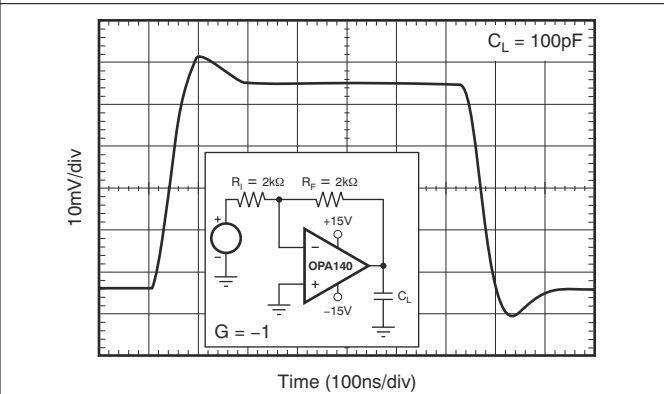 C_L = 100pF
10mV/div
R_I = 2kΩ
R_F = 2kΩ
+15V
+
−
−
OPA140
+
C_L
−15V
G = −1
Time (100ns/div)